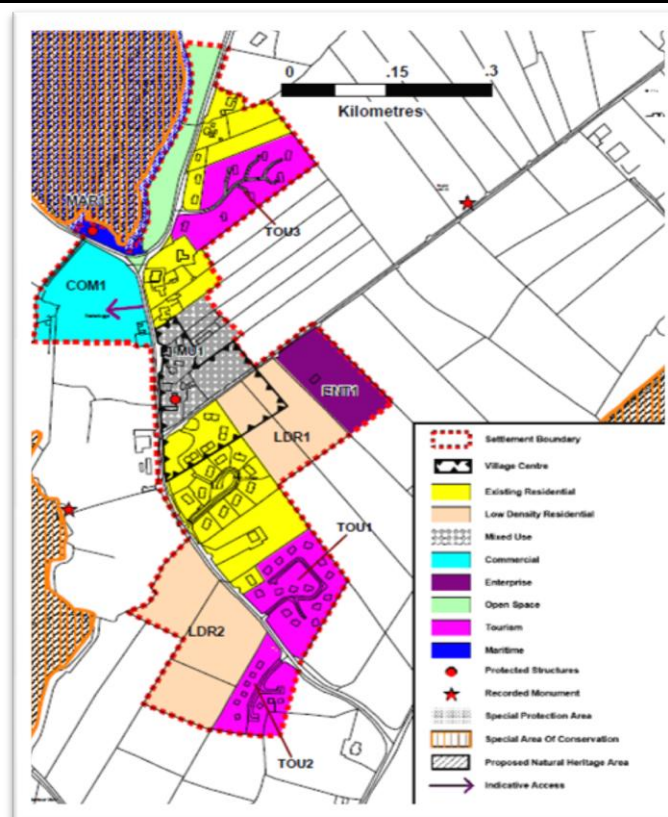 0 .15 .3
Kilometres
MAR1
TOU3
COM1
MU1
ENT1
LDR1
TOU1
LDR2
TOU2
Settlement Boundary
Village Centre
Existing Residential
Low Density Residential
Mixed Use
Commercial
Enterprise
Open Space
Tourism
Maritime
Protected Structures
Recorded Monument
Special Protection Area
Special Area Of Conservation
Proposed Natural Heritage Area
Indicative Access